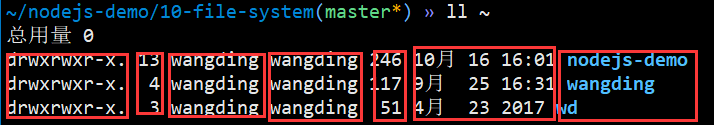 ~/nodejs-demo/10-file-system(master*) » ll ~
总用量 0
drwxrwxr-x. 13 wangding wangding 246 10月 16 16:01 nodejs-demo
drwxrwxr-x. 4 wangding wangding 117 9月 25 16:31 wangding
drwxrwxr-x. 3 wangding wangding 51 4月 23 2017 wd